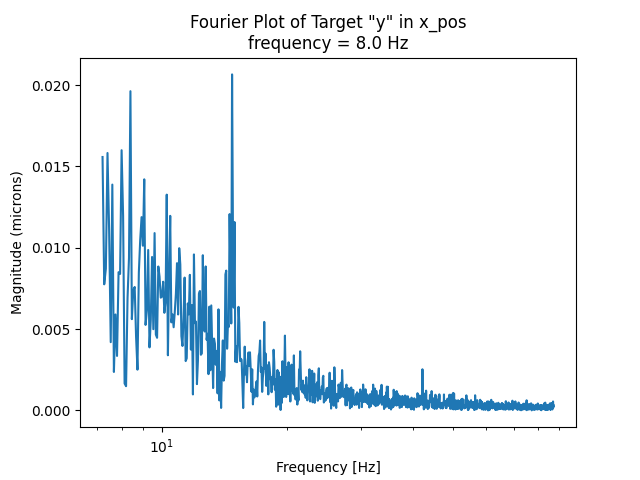 Fourier Plot of Target "y" in x_pos
frequency = 8.0 Hz
0.020
0.015
0.010
0.005
0.000
Magnitude (microns)
10¹
Frequency [Hz]